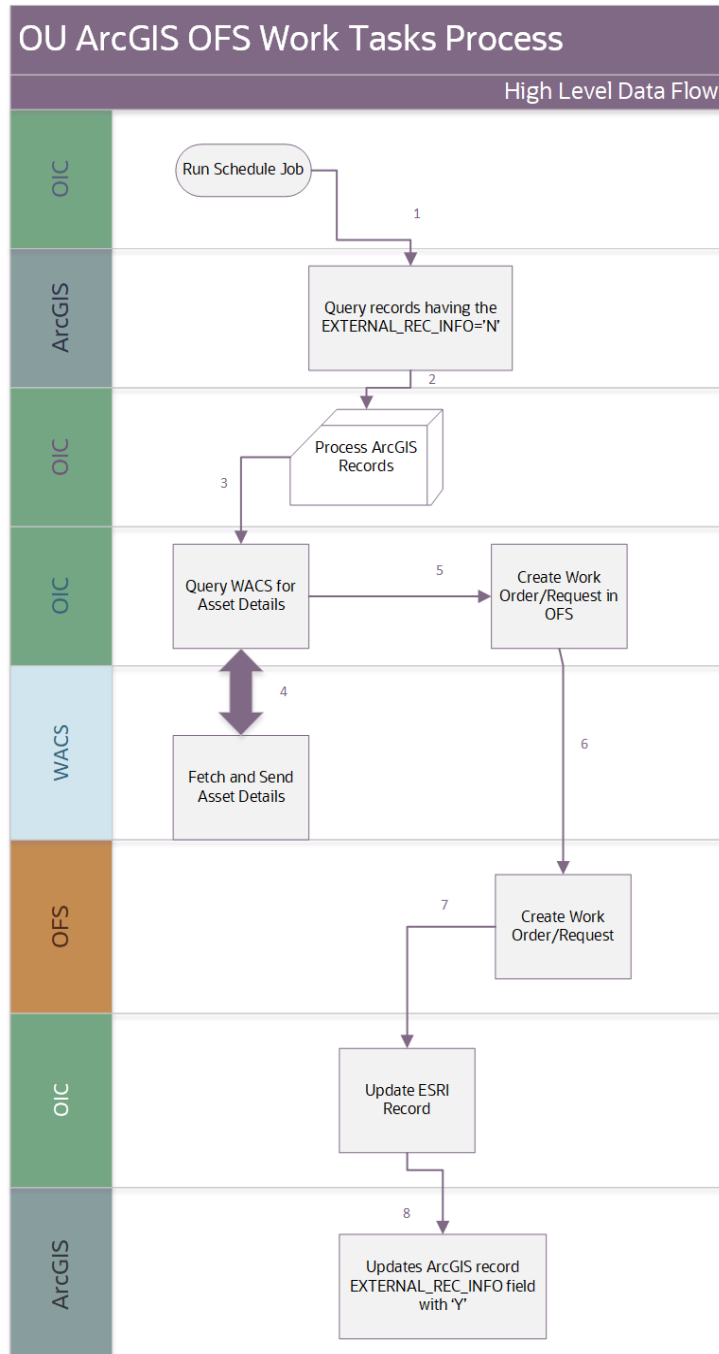 OU ArcGIS OFS Work Tasks Process
High Level Data Flow
OIC
Run Schedule Job
1
ArcGIS
Query records having the
EXTERNAL_REC_INFO='N'
2
OIC
Process ArcGIS
Records
3
OIC
Query WACS for
Asset Details
5
Create Work
Order/Request in
OFS
4
WACS
Fetch and Send
Asset Details
6
OFS
7
Create Work
Order/Request
OIC
Update ESRI
Record
8
ArcGIS
Updates ArcGIS record
EXTERNAL_REC_INFO field
with ‘Y’